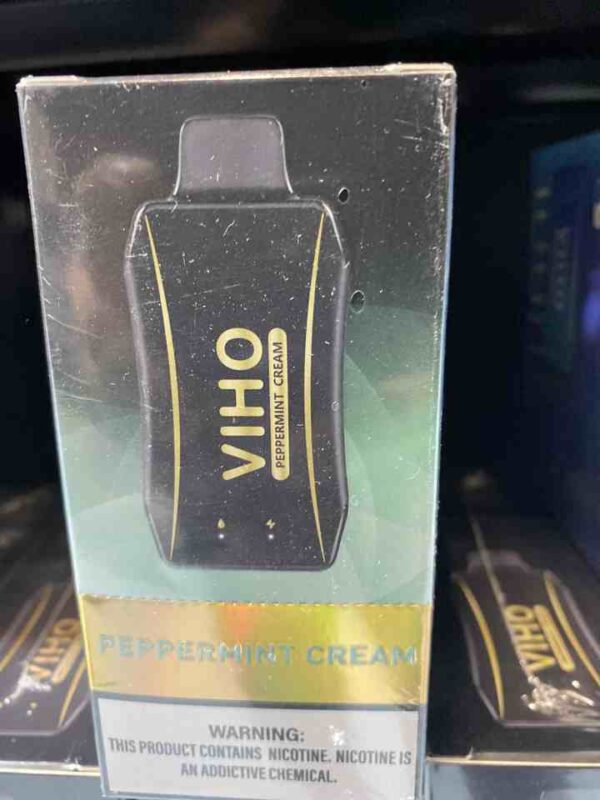 VIHO
PEPPERMINT CREAM
PEPPERMINT CREAM
WARNING:
THIS PRODUCT CONTAINS NICOTINE. NICOTINE IS
AN ADDICTIVE CHEMICAL.
VIHO
VIHO